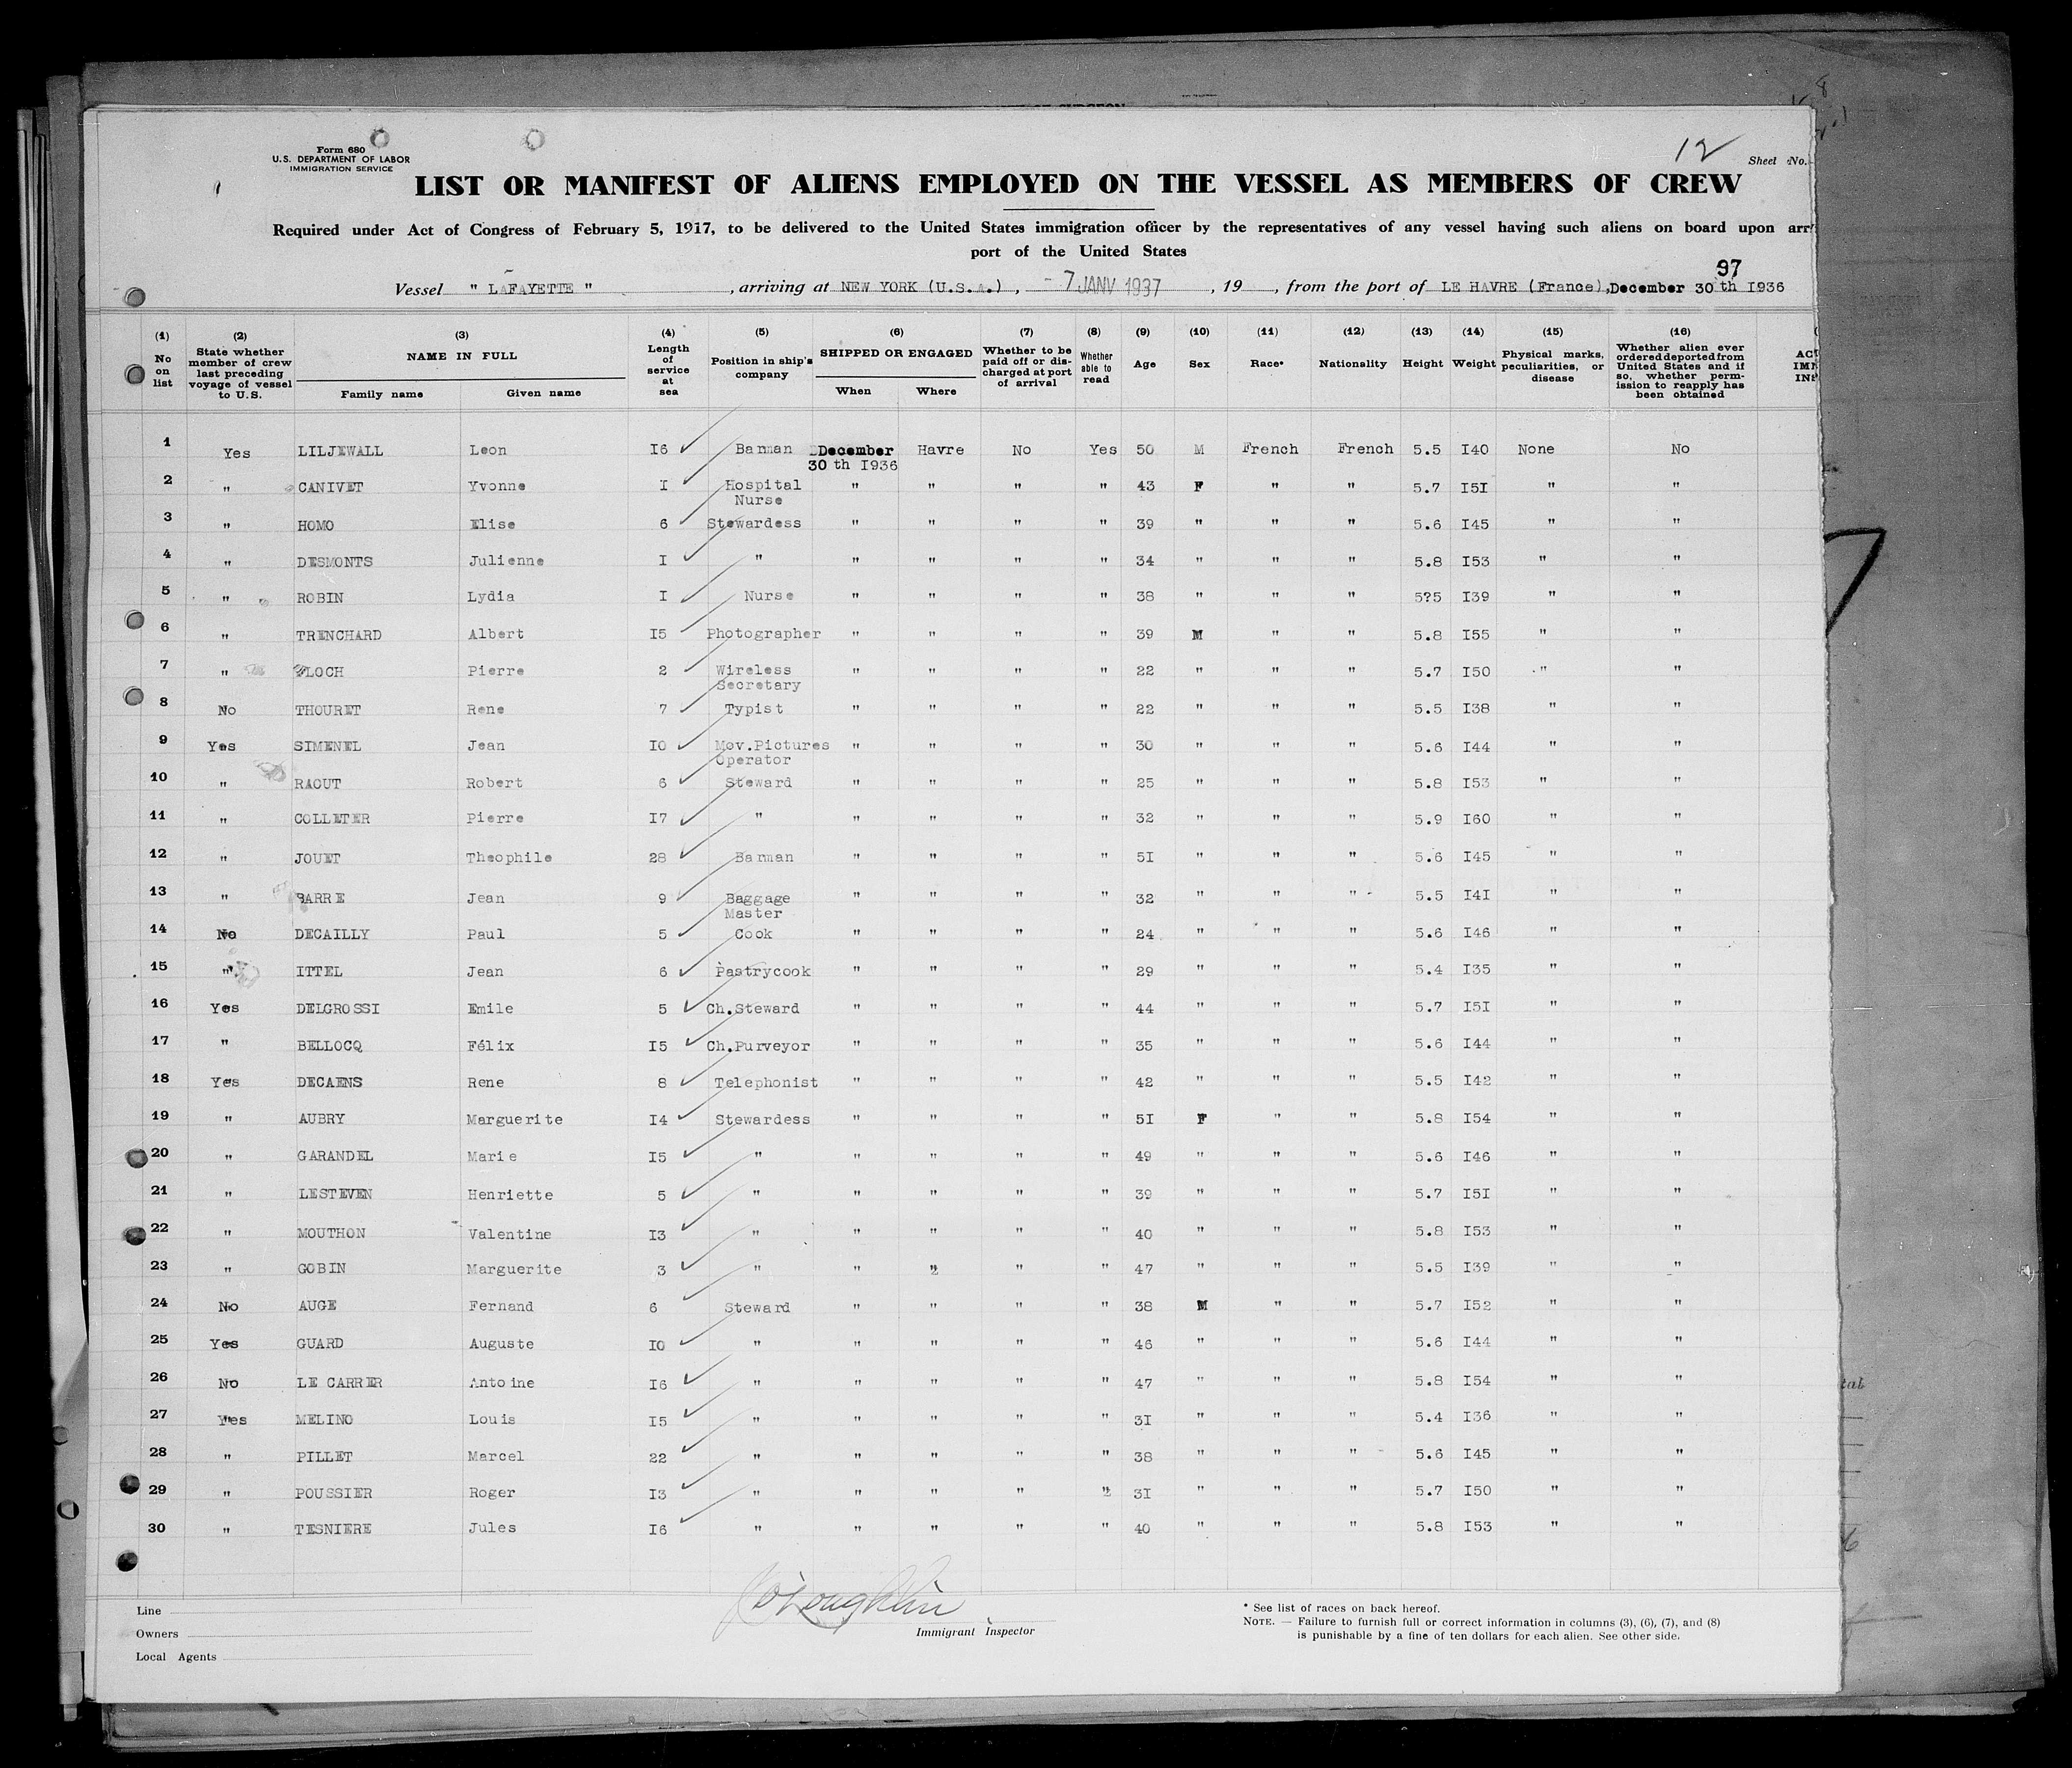 Form 680
U.S. DEPARTMENT OF LABOR
IMMIGRATION SERVICE
12
Sheet No.
LIST OR MANIFEST OF ALIENS EMPLOYED ON THE VESSEL AS MEMBERS OF CREW
Required under Act of Congress of February 5, 1917, to be delivered to the United States immigration officer by the representatives of any vessel having such aliens on board upon arr
port of the United States
97
Vessel " LAFAYETTE " , arriving at NEW YORK (U.S.A.) , - 7 JANV 1937 , 19 , from the port of LE HAVRE (France), December 30 th 1936
(1) No on list (2) State whether member of crew last preceding voyage of vessel to U.S. (3) NAME IN FULL Family name Given name (4) Length of service at sea (5) Position in ship's company (6) SHIPPED OR ENGAGED When Where (7) Whether to be paid off or discharged at port of arrival (8) Whether able to read (9) Age (10) Sex (11) Race* (12) Nationality (13) Height (14) Weight (15) Physical marks, peculiarities, or disease (16) Whether alien ever ordered deported from United States and if so, whether permission to reapply has been obtained
1 Yes LILJEWALL Leon I6 Barman December 30 th I936 Havre No Yes 50 M French French 5.5 I40 None No
2 " CANIVET Yvonne I Hospital Nurse " " " " 43 F " " 5.7 I5I " "
3 " HOMO Elise 6 Stewardess " " " " 39 " " " 5.6 I45 " "
4 " DESMONTS Julienne I " " " " " 34 " " " 5.8 I53 " "
5 " ROBIN Lydia I Nurse " " " " 38 " " " 5?5 I39 " "
6 " TRENCHARD Albert I5 Photographer " " " " 39 M " " 5.8 I55 " "
7 " FLOCH Pierre 2 Wireless " " " " 22 " " " 5.7 I50 " "
8 No THOURET Rene 7 Secretary Typist " " " " 22 " " " 5.5 I38 " "
9 Yes SIMENEL Jean I0 Mov.Pictures Operator " " " " 30 " " " 5.6 I44 " "
10 " RAOUT Robert 6 Steward " " " " 25 " " " 5.8 I53 " "
11 " COLLETER Pierre I7 " " " " " 32 " " " 5.9 I60 " "
12 " JOUET Theophile 28 Barman " " " " 5I " " " 5.6 I45 " "
13 " BARRE Jean 9 Baggage Master " " " " 32 " " " 5.5 I4I " "
14 No DECAILLY Paul 5 Cook " " " " 24 " " " 5.6 I46 " "
15 " ITTEL Jean 6 Pastrycook " " " " 29 " " " 5.4 I35 " "
16 Yes DELGROSSI Emile 5 Ch.Steward " " " " 44 " " " 5.7 I5I " "
17 " BELLOCQ Félix I5 Ch.Purveyor " " " " 35 " " " 5.6 I44 " "
18 Yes DECAENS Rene 8 Telephonist " " " " 42 " " " 5.5 I42 " "
19 " AUBRY Marguerite I4 Stewardess " " " " 5I F " " 5.8 I54 " "
20 " GARANDEL Marie I5 " " " " " 49 " " " 5.6 I46 " "
21 " LESTEVEN Henriette 5 " " " " " 39 " " " 5.7 I5I " "
22 " MOUTHON Valentine I3 " " " " " 40 " " " 5.8 I53 " "
23 " GOBIN Marguerite 3 " " " " " 47 " " " 5.5 I39 " "
24 No AUGE Fernand 6 Steward " " " " 38 M " " 5.7 I52 " "
25 Yes GUARD Auguste I0 " " " " " 46 " " " 5.6 I44 " "
26 No LE CARRER Antoine I6 " " " " " 47 " " " 5.8 I54 " "
27 Yes MELINO Louis I5 " " " " " 3I " " " 5.4 I36 " "
28 " PILLET Marcel 22 " " " " " 38 " " " 5.6 I45 " "
29 " POUSSIER Roger I3 " " " " " 3I " " " 5.7 I50 " "
30 " TESNIERE Jules I6 " " " " " 40 " " " 5.8 I53 " "
Line
Owners
Local Agents
Immigrant Inspector
* See list of races on back hereof.
NOTE. — Failure to furnish full or correct information in columns (3), (6), (7), and (8)
is punishable by a fine of ten dollars for each alien. See other side.